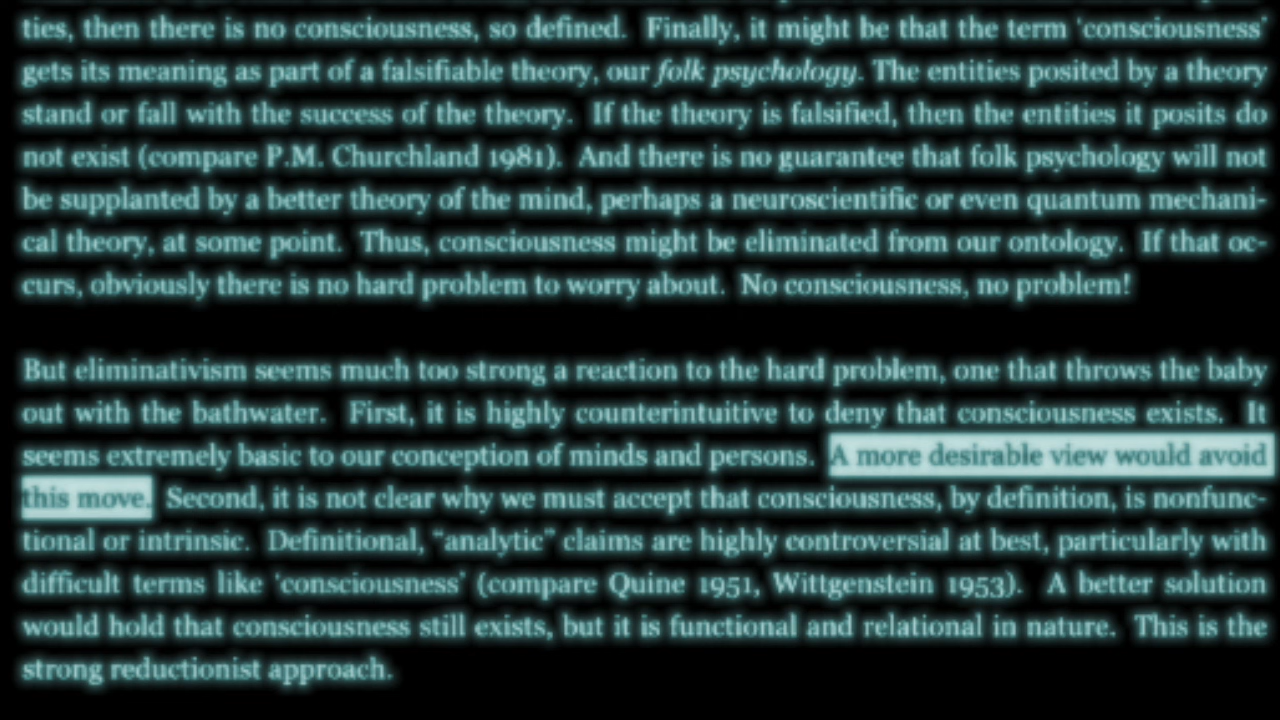 ties, then there is no consciousness, so defined. Finally, it might be that the term ‘consciousness’
gets its meaning as part of a falsifiable theory, our folk psychology. The entities posited by a theory
stand or fall with the success of the theory. If the theory is falsified, then the entities it posits do
not exist (compare P.M. Churchland 1981). And there is no guarantee that folk psychology will not
be supplanted by a better theory of the mind, perhaps a neuroscientific or even quantum mechani-
cal theory, at some point. Thus, consciousness might be eliminated from our ontology. If that oc-
curs, obviously there is no hard problem to worry about. No consciousness, no problem!
But eliminativism seems much too strong a reaction to the hard problem, one that throws the baby
out with the bathwater. First, it is highly counterintuitive to deny that consciousness exists. It
seems extremely basic to our conception of minds and persons. A more desirable view would avoid
this move. Second, it is not clear why we must accept that consciousness, by definition, is nonfunc-
tional or intrinsic. Definitional, “analytic” claims are highly controversial at best, particularly with
difficult terms like ‘consciousness’ (compare Quine 1951, Wittgenstein 1953). A better solution
would hold that consciousness still exists, but it is functional and relational in nature. This is the
strong reductionist approach.